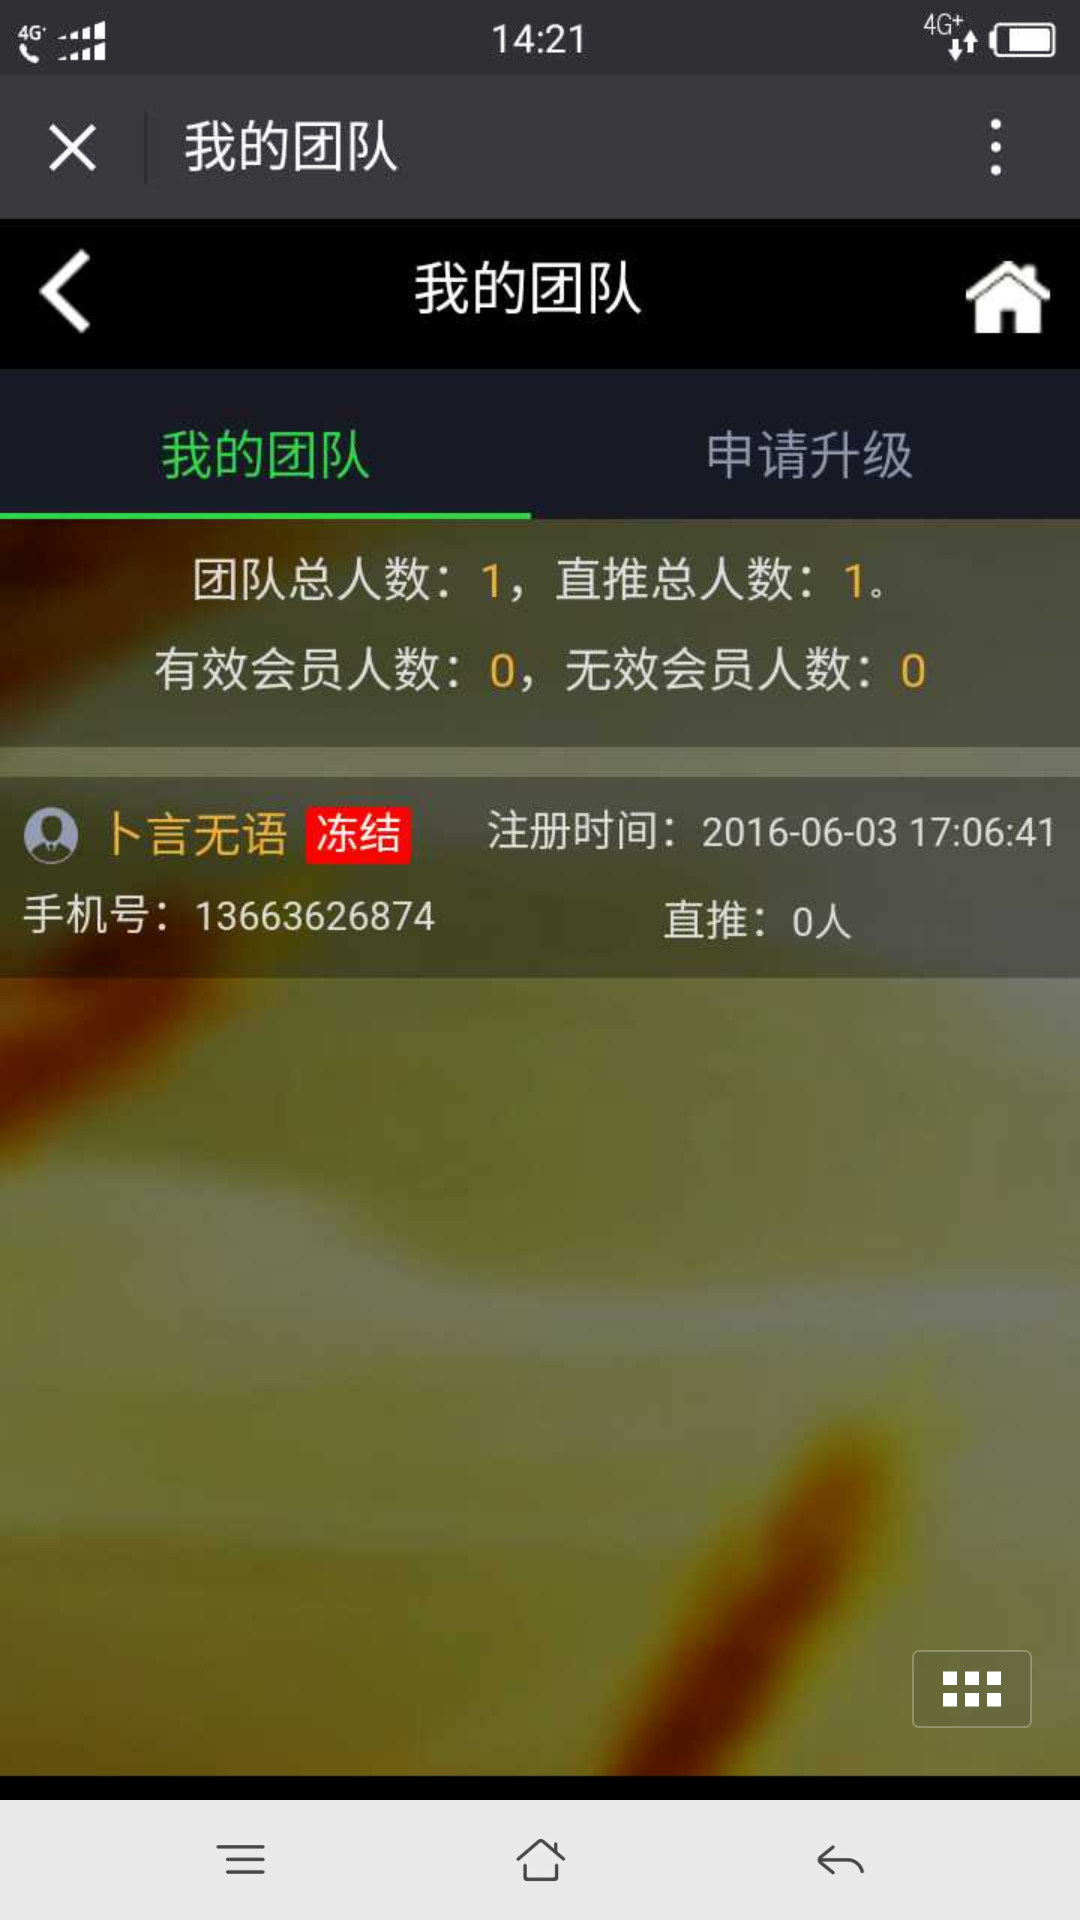 4G+ 14:21 4G+
我的团队
我的团队
我的团队 申请升级
团队总人数：1，直推总人数：1。
有效会员人数：0，无效会员人数：0
卜言无语 冻结 注册时间：2016-06-03 17:06:41
手机号：13663626874 直推：0人